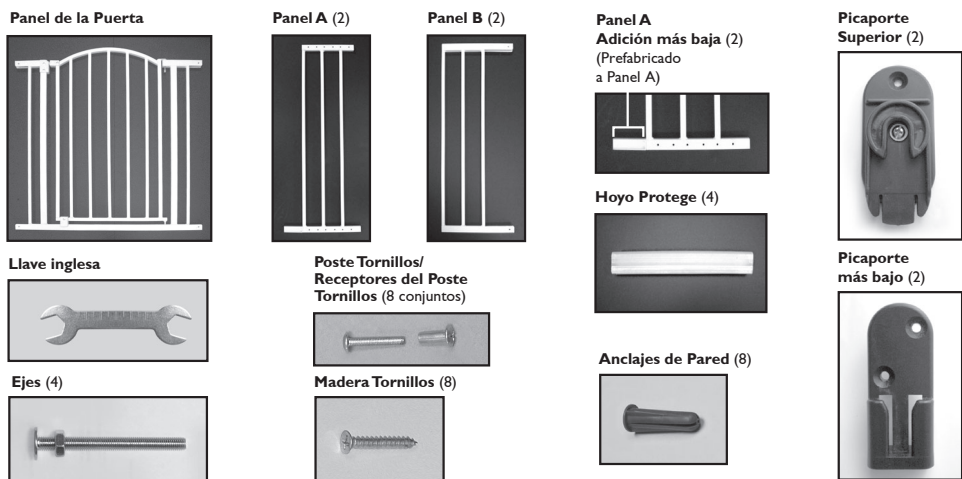 Panel de la Puerta
Panel A (2)
Panel B (2)
Panel A
Adición más baja (2)
(Prefabricado
a Panel A)
Picaporte
Superior (2)
Hoyo Protege (4)
Llave inglesa
Poste Tornillos/
Receptores del Poste
Tornillos (8 conjuntos)
Picaporte
más bajo (2)
Anclajes de Pared (8)
Ejes (4)
Madera Tornillos (8)